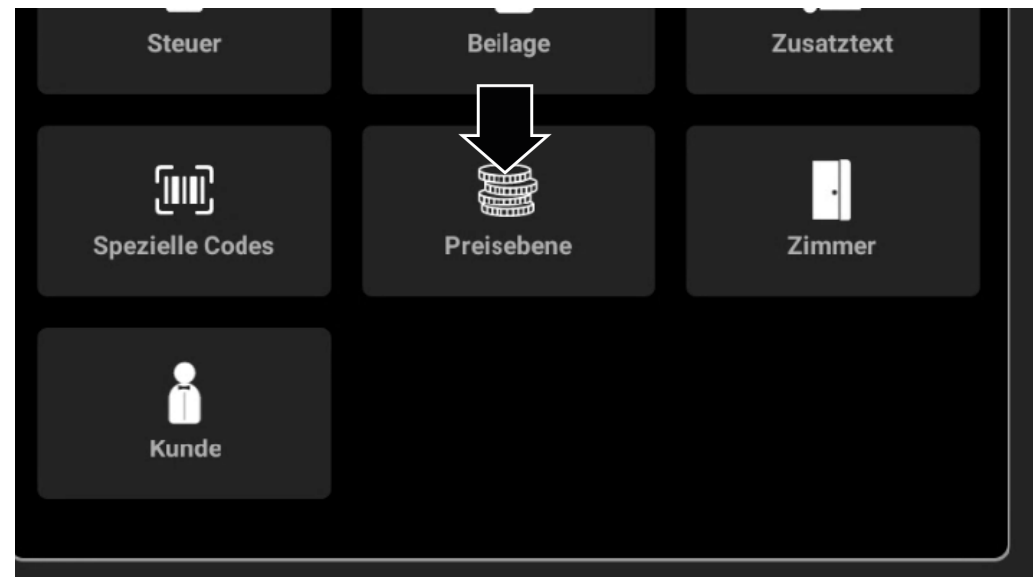 Steuer
Beilage
Zusatztext
Spezielle Codes
Preisebene
Zimmer
Kunde